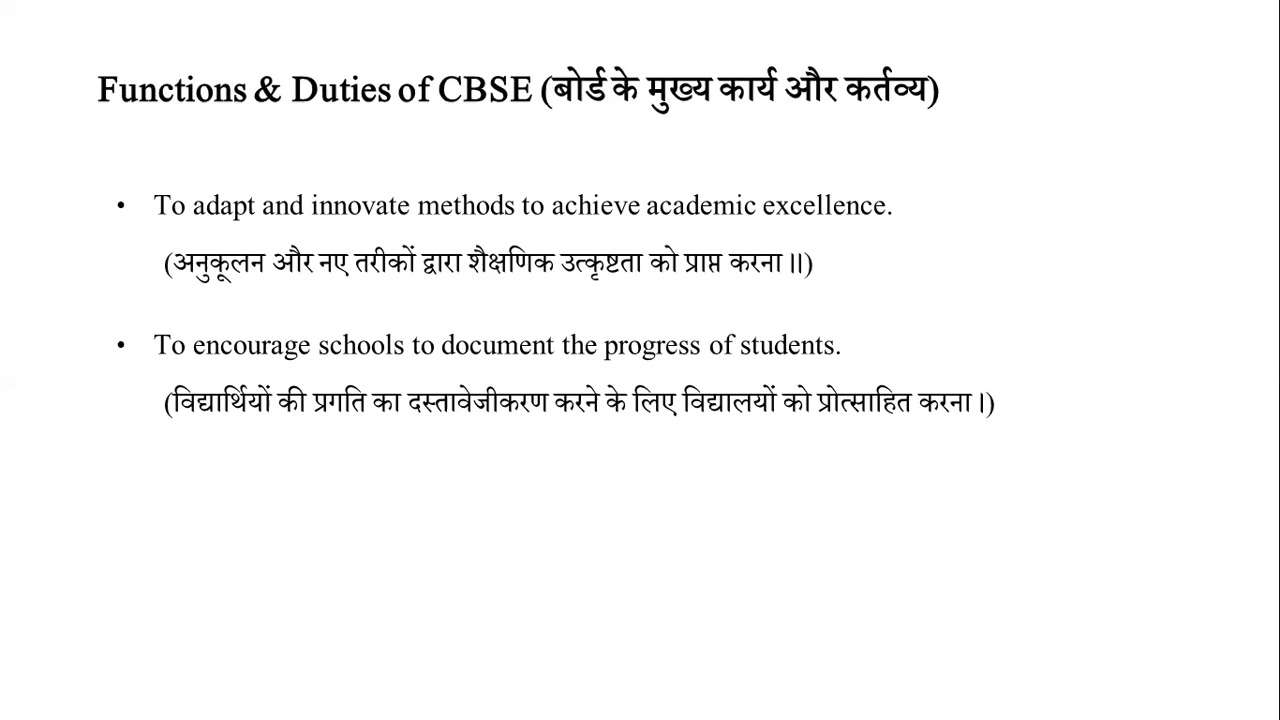 Functions & Duties of CBSE (बोर्ड के मुख्य कार्य और कर्तव्य)
• To adapt and innovate methods to achieve academic excellence.
(अनुकूलन और नए तरीकों द्वारा शैक्षणिक उत्कृष्टता को प्राप्त करना॥)
• To encourage schools to document the progress of students.
(विद्यार्थियों की प्रगति का दस्तावेजीकरण करने के लिए विद्यालयों को प्रोत्साहित करना।)